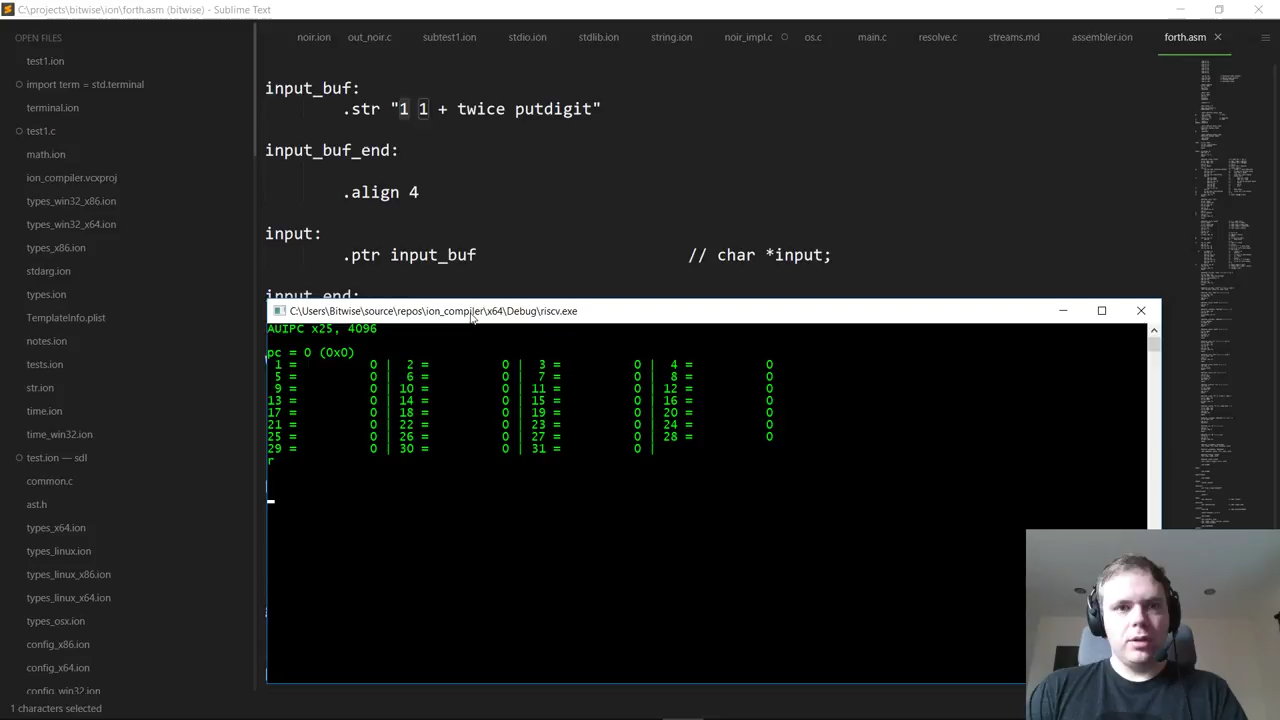 C:\projects\bitwise\ion\forth.asm (bitwise) - Sublime Text
OPEN FILES
noir.ion
out_noir.c
subtest1.ion
stdio.ion
stdlib.ion
string.ion
noir_impl.c
os.c
main.c
resolve.c
streams.md
assembler.ion
forth.asm
test1.ion
import term = std.terminal
terminal.ion
test1.c
math.ion
ion_compiler.vcxproj
types_win32_x86.ion
types_win32_x64.ion
types_x86.ion
stdarg.ion
types.ion
TemplateInfo.plist
notes.ion
tests.ion
str.ion
time.ion
time_win32.ion
test.ion — sdl
common.c
ast.h
types_x64.ion
types_linux.ion
types_linux_x86.ion
types_linux_x64.ion
types_osx.ion
config_x86.ion
config_x64.ion
config_win32.ion
input_buf:
.str "1 1 + twice putdigit"
input_buf_end:
.align 4
input:
.ptr input_buf // char *input;
input_end:
C:\Users\Bitwise\source\repos\ion_compiler\x64\Debug\riscv.exe
AUIPC x25, 4096
pc = 0 (0x0)
1 = 0 | 2 = 0 | 3 = 0 | 4 = 0
5 = 0 | 6 = 0 | 7 = 0 | 8 = 0
9 = 0 | 10 = 0 | 11 = 0 | 12 = 0
13 = 0 | 14 = 0 | 15 = 0 | 16 = 0
17 = 0 | 18 = 0 | 19 = 0 | 20 = 0
21 = 0 | 22 = 0 | 23 = 0 | 24 = 0
25 = 0 | 26 = 0 | 27 = 0 | 28 = 0
29 = 0 | 30 = 0 | 31 = 0 |
r
1 characters selected